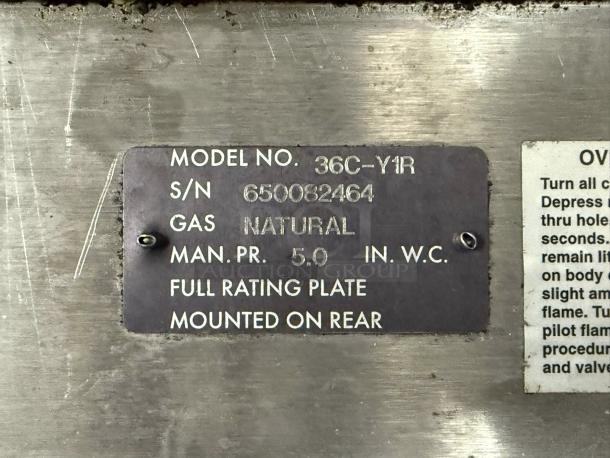 MODEL NO. 36C-Y1R
S/N 650082464
GAS NATURAL
MAN. PR. 5.0 IN. W.C.
FULL RATING PLATE
MOUNTED ON REAR
AUCTION GROUP
OV
Turn all c
Depress
thru hole
seconds.
remain lit
on body
slight am
flame. Tu
pilot flam
procedur
and valve